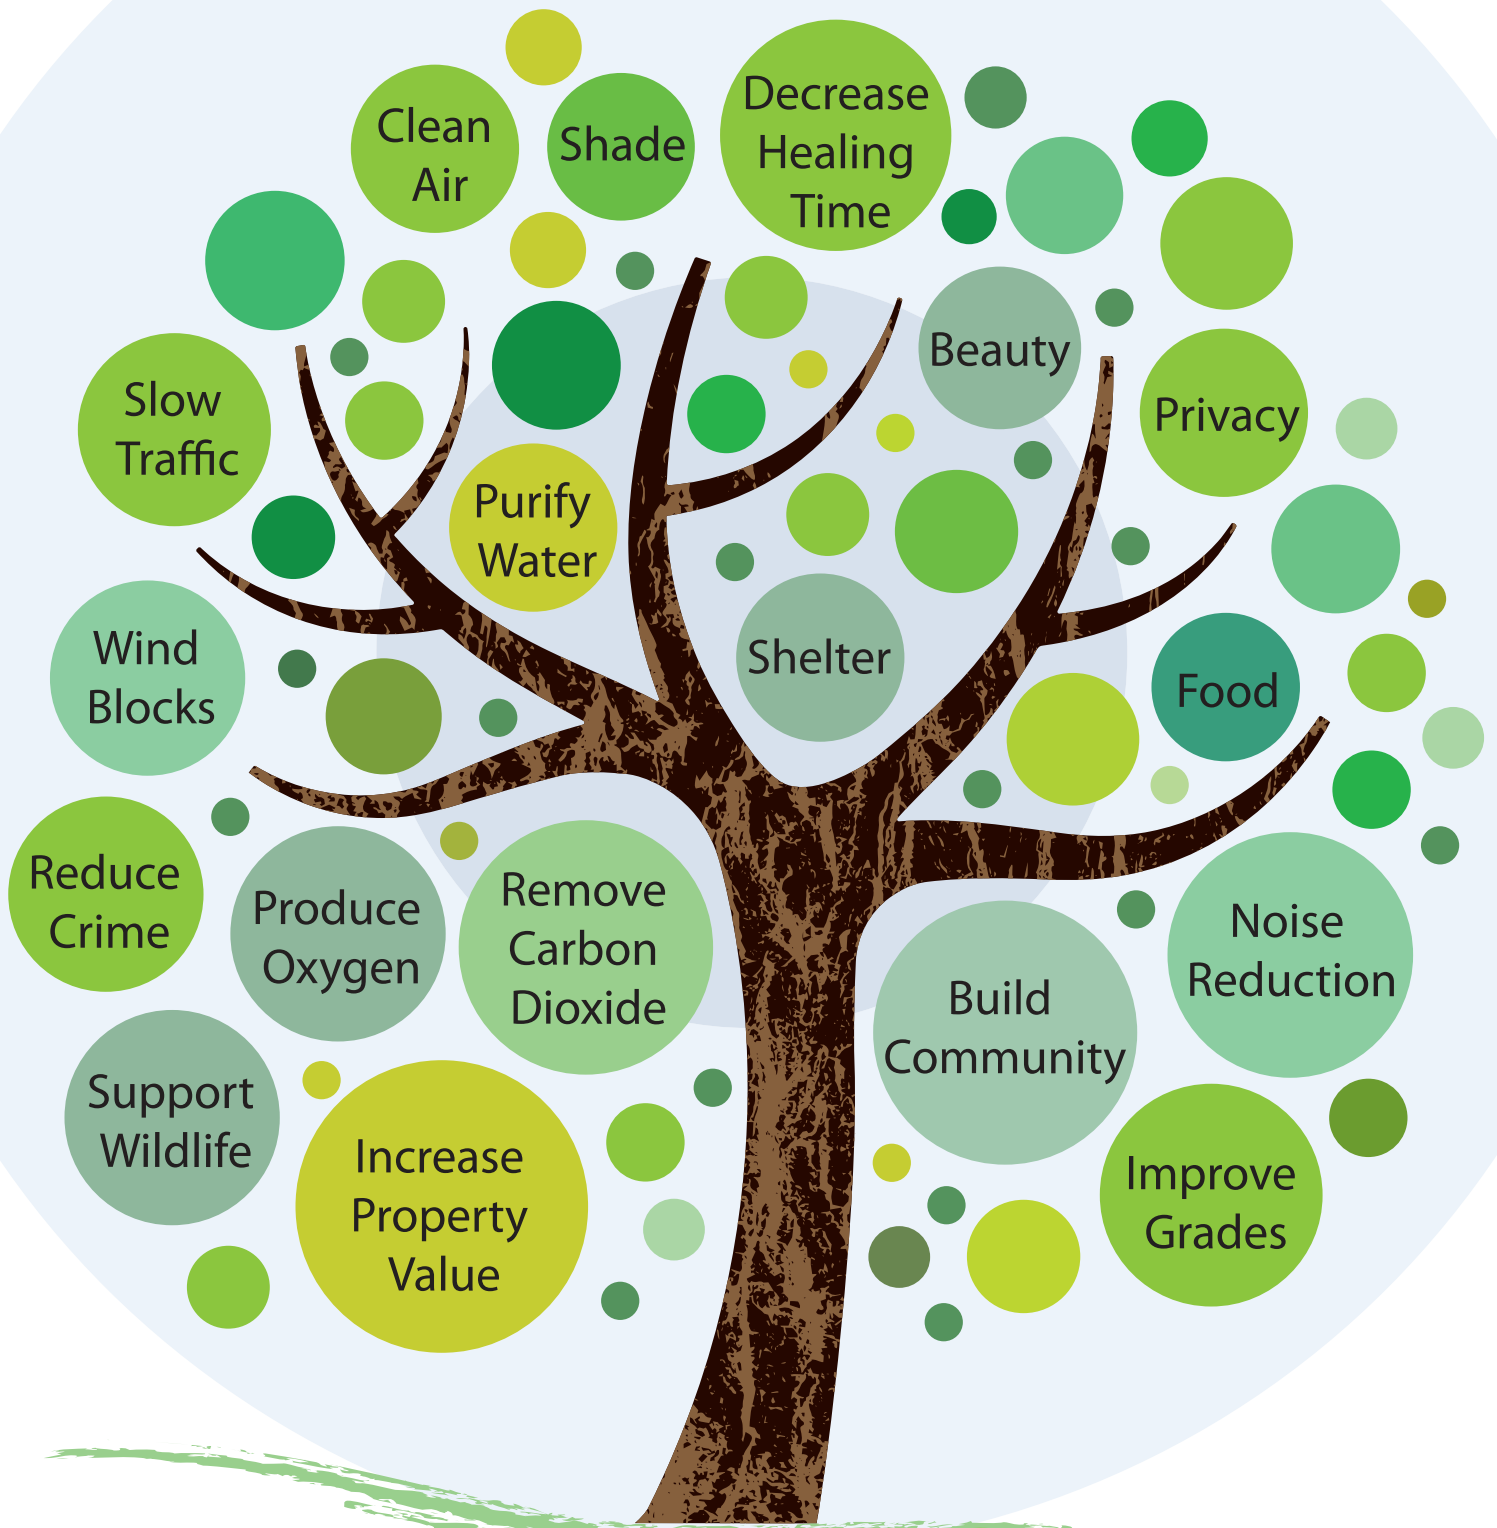 Clean
Air
Shade
Decrease
Healing
Time
Beauty
Privacy
Slow
Traffic
Purify
Water
Wind
Blocks
Shelter
Food
Reduce
Crime
Produce
Oxygen
Remove
Carbon
Dioxide
Build
Community
Noise
Reduction
Support
Wildlife
Increase
Property
Value
Improve
Grades